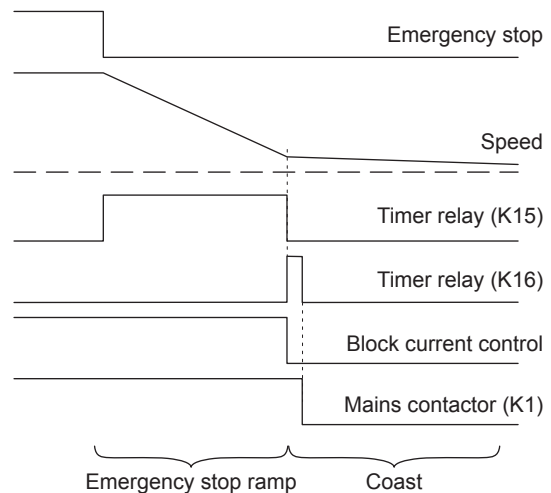 Emergency stop
Speed
Timer relay (K15)
Timer relay (K16)
Block current control
Mains contactor (K1)
Emergency stop ramp
Coast